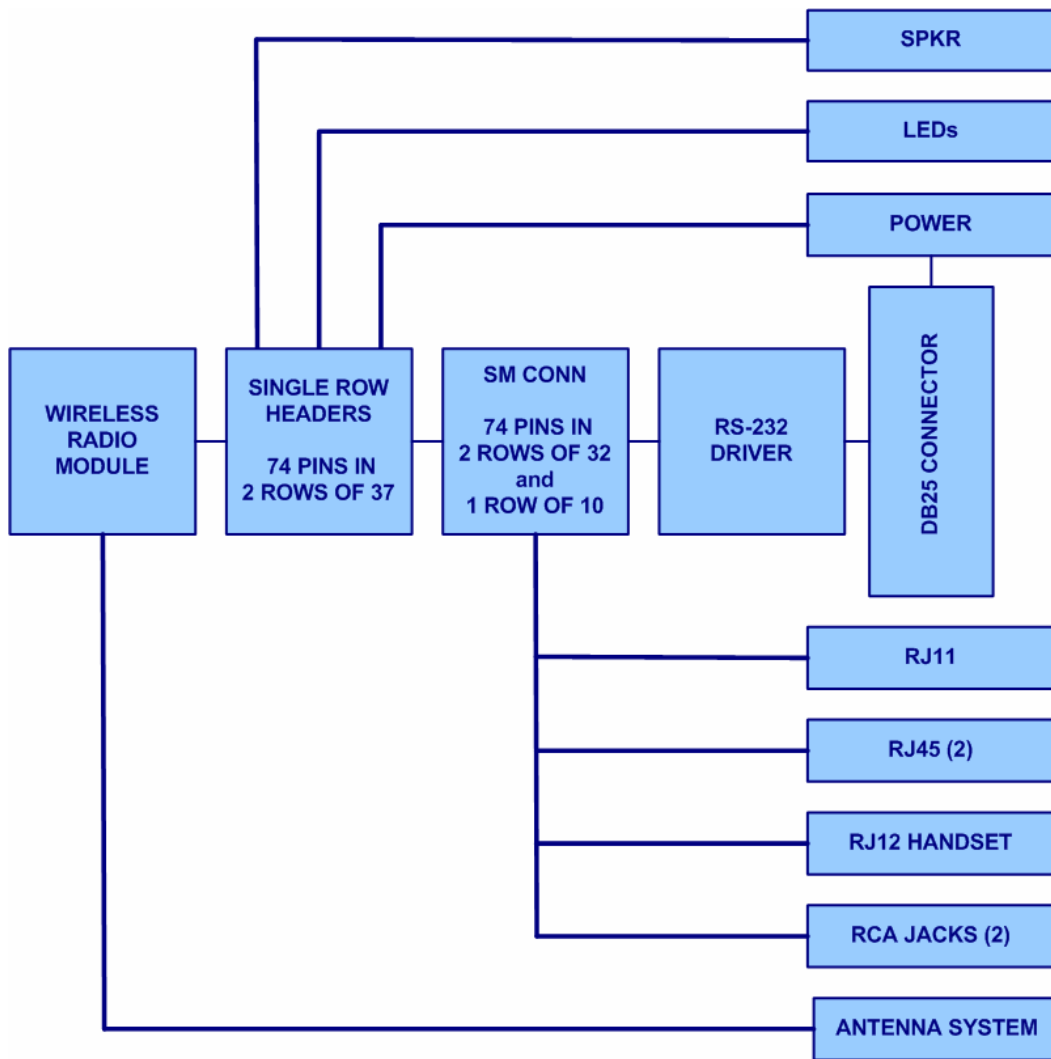 SPKR
LEDs
POWER
WIRELESS
RADIO
MODULE
SINGLE ROW
HEADERS
74 PINS IN
2 ROWS OF 37
SM CONN
74 PINS IN
2 ROWS OF 32
and
1 ROW OF 10
RS-232
DRIVER
DB25 CONNECTOR
RJ11
RJ45 (2)
RJ12 HANDSET
RCA JACKS (2)
ANTENNA SYSTEM